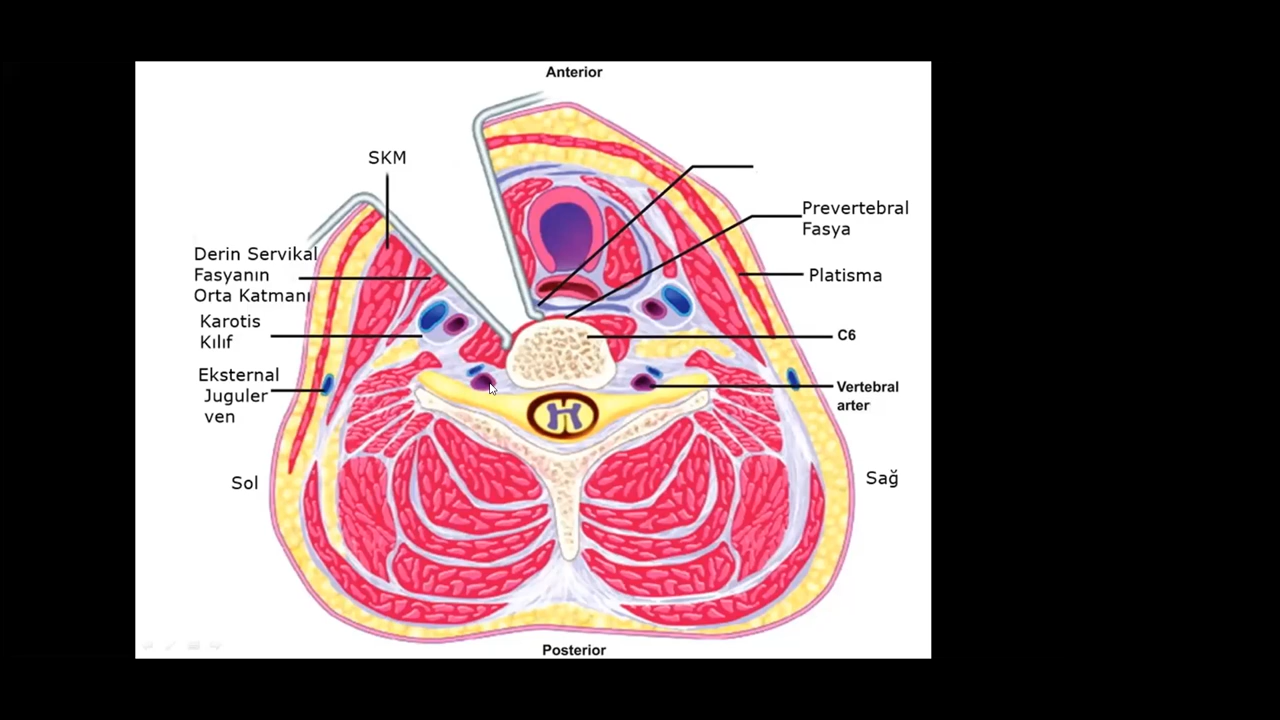 Anterior
SKM
Prevertebral
Fasya
Derin Servikal
Fasyanın
Orta Katmanı
Platisma
Karotis
Kılıf
C6
Eksternal
Juguler
ven
Vertebral
arter
Sol
Sağ
Posterior